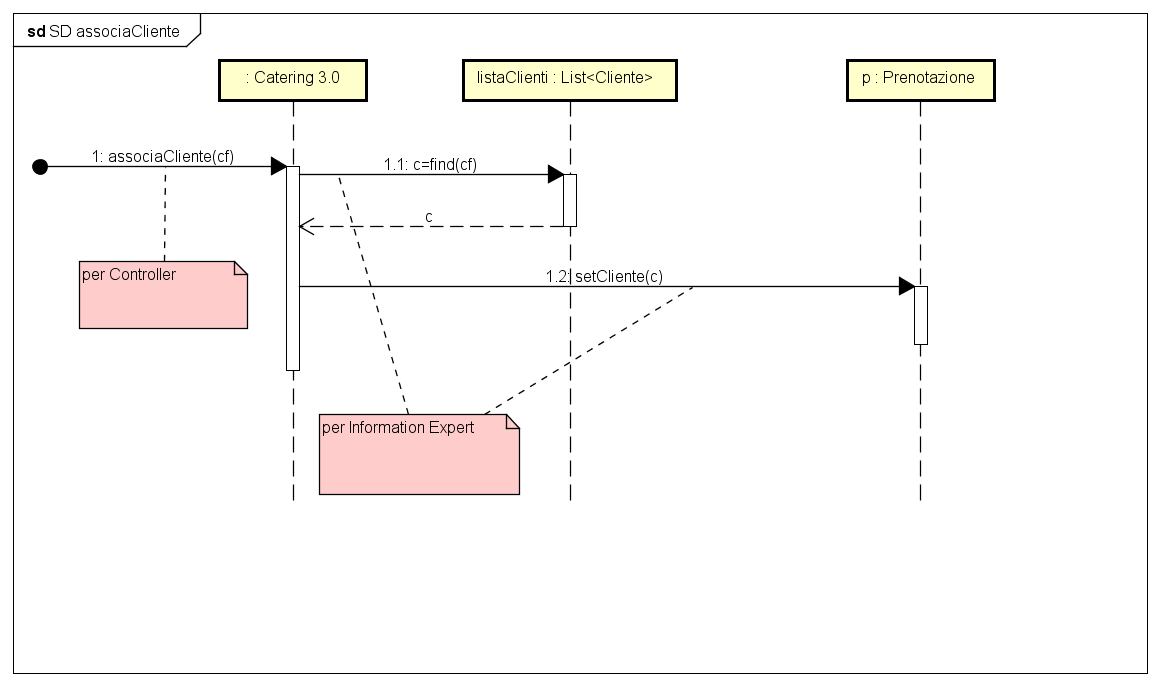 sd SD associaCliente
: Catering 3.0
listaClienti : List<Cliente>
p : Prenotazione
1: associaCliente(cf)
1.1: c=find(cf)
c
1.2: setCliente(c)
per Controller
per Information Expert